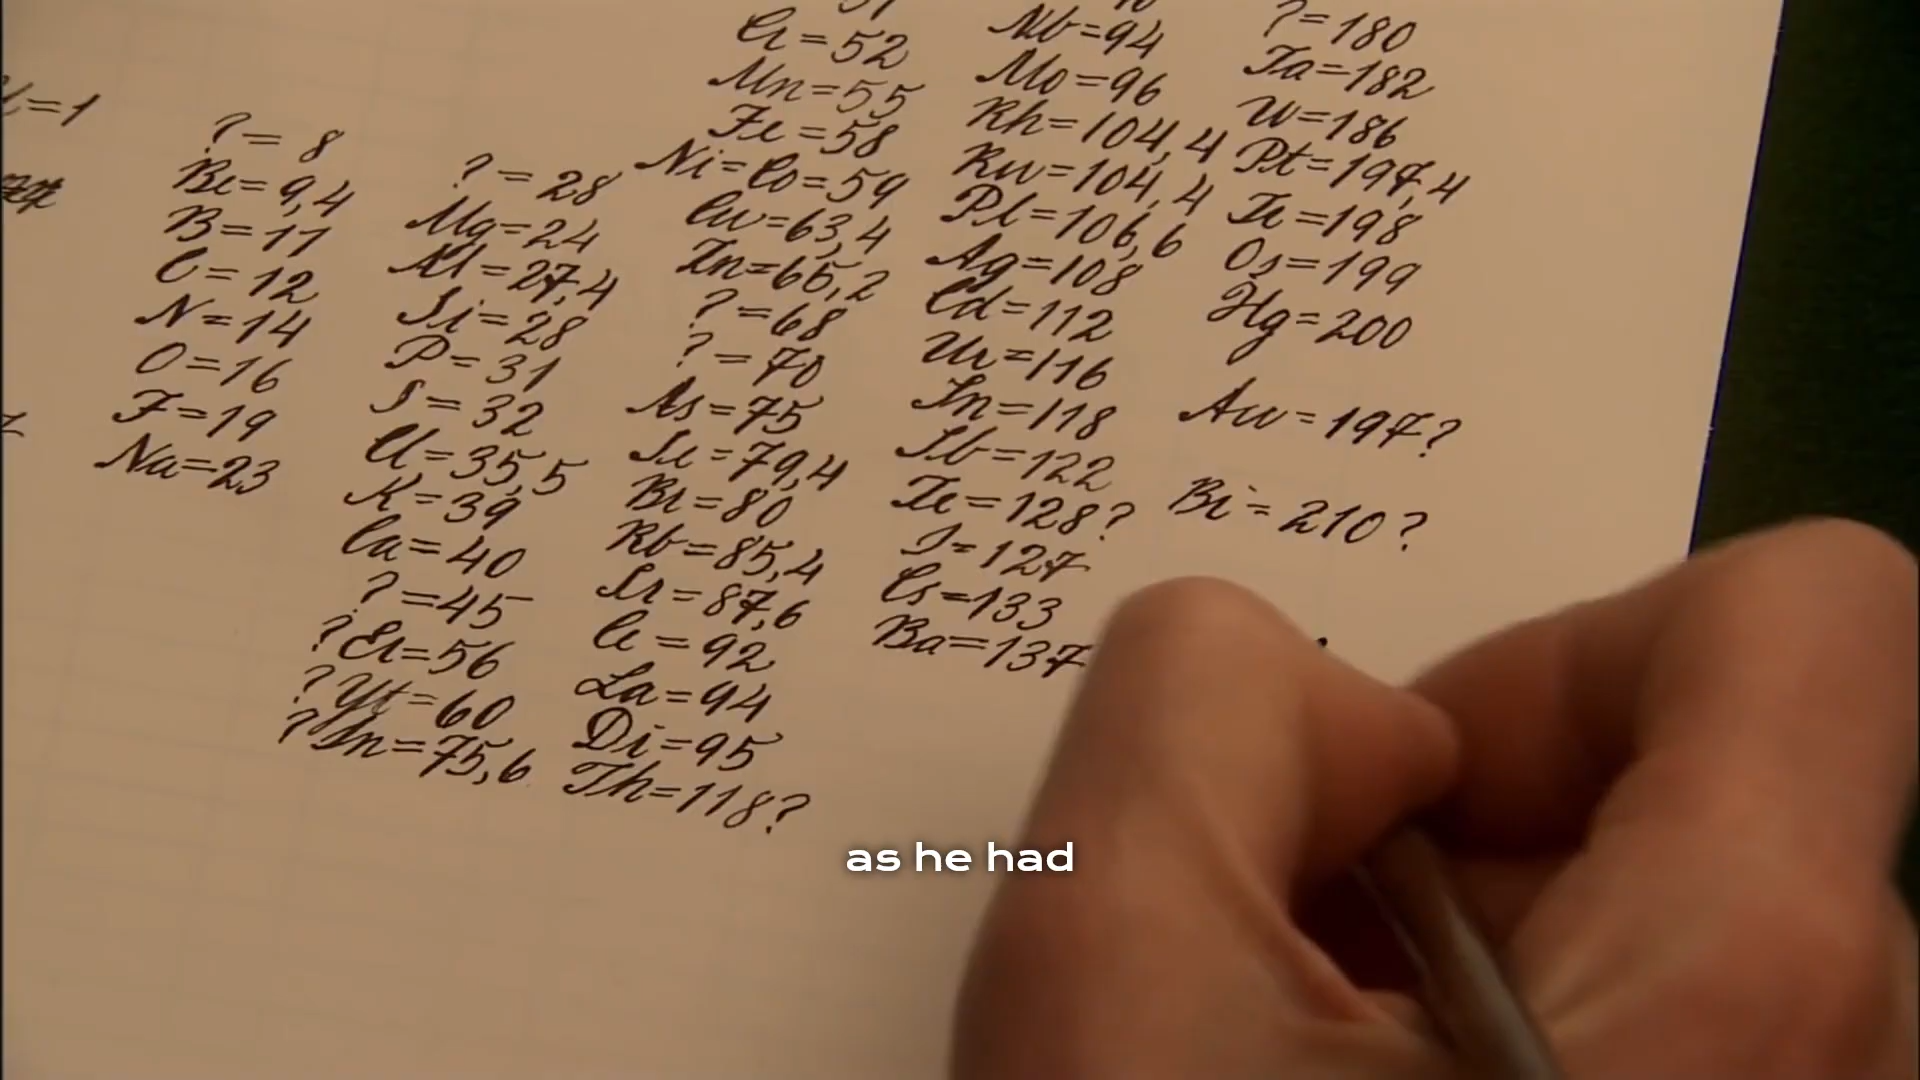 =1
? = 8
Be=9,4
B=11
C=12
N=14
O=16
F=19
Na=23
?=28
Mg=24
Al=27,4
Si=28
P=31
S=32
Cl=35,5
K=39
Ca=40
?=45
?Er=56
?Yt=60
?In=75,6
Cr=52
Mn=55
Fe=58
Ni=Co=59
Cu=63,4
Zn=65,2
?=68
?=70
As=75
Se=79,4
Br=80
Rb=85,4
Sr=87,6
Ce=92
La=94
Di=95
Th=118?
Nb=94
Mo=96
Rh=104,4
Ru=104,4
Pl=106,6
Ag=108
Cd=112
Ur=116
Sn=118
Sb=122
Te=128?
I=127
Cs=133
Ba=137
?=180
Ta=182
W=186
Pt=197,4
Ir=198
Os=199
Hg=200
Au=197?
Bi=210?
as he had